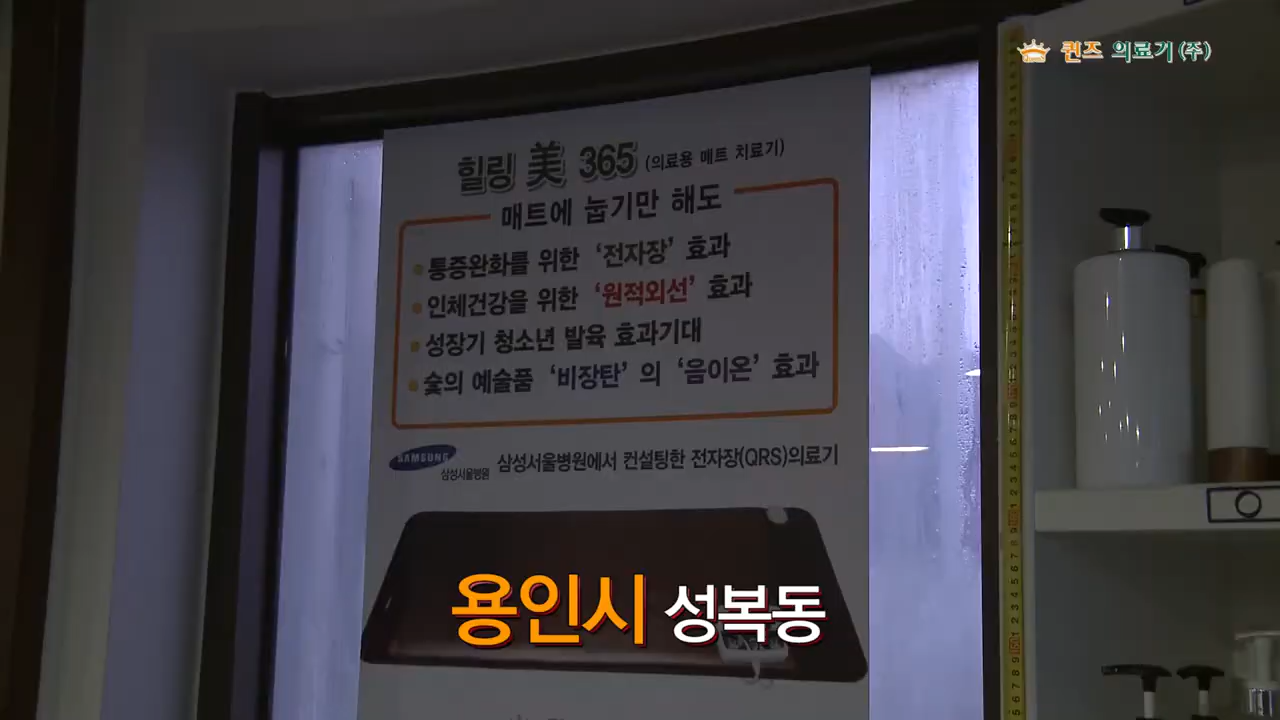 퀸즈 의료기(주)
힐링 美 365 (의료용 매트 치료기)
매트에 눕기만 해도
통증완화를 위한 '전자장' 효과
인체건강을 위한 '원적외선' 효과
성장기 청소년 발육 효과기대
숯의 예술품 '비장탄' 의 '음이온' 효과
SAMSUNG
삼성서울병원
삼성서울병원에서 컨설팅한 전자장(QRS)의료기
용인시 성복동